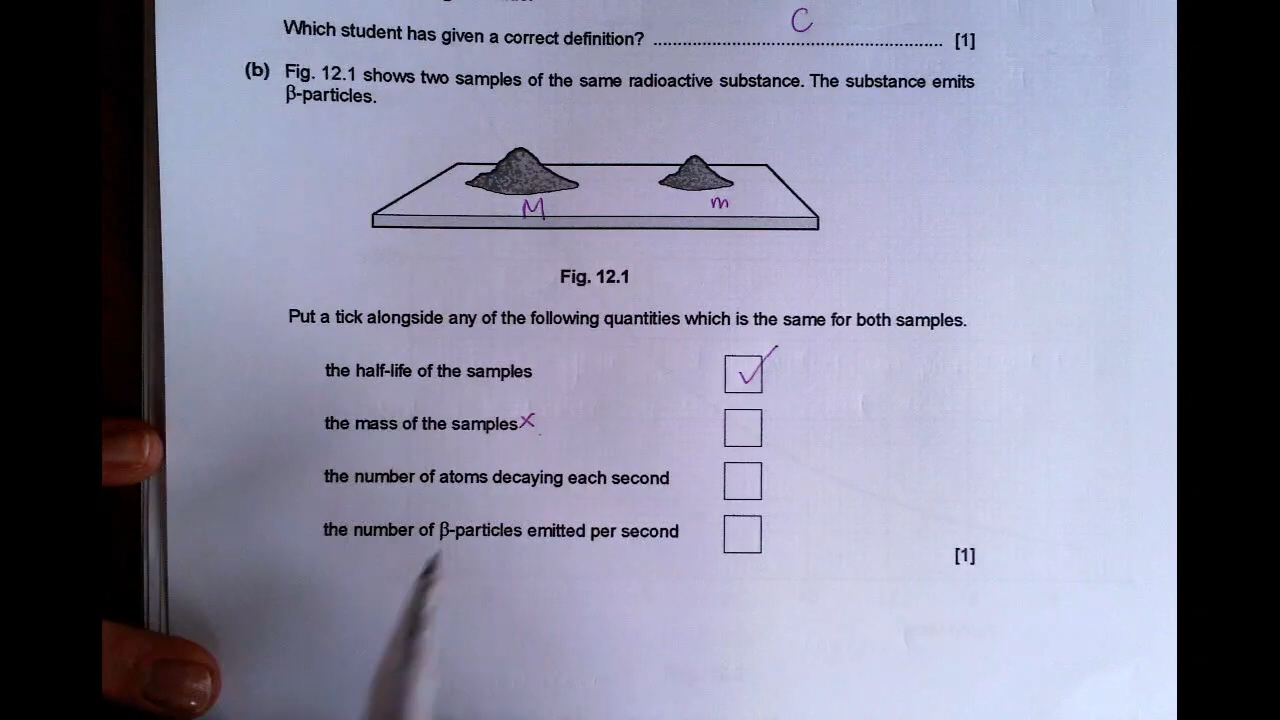 C
Which student has given a correct definition? ........................................................ [1]
(b) Fig. 12.1 shows two samples of the same radioactive substance. The substance emits
β-particles.
M m
Fig. 12.1
Put a tick alongside any of the following quantities which is the same for both samples.
the half-life of the samples ✓
the mass of the samples ×
the number of atoms decaying each second
the number of β-particles emitted per second
[1]